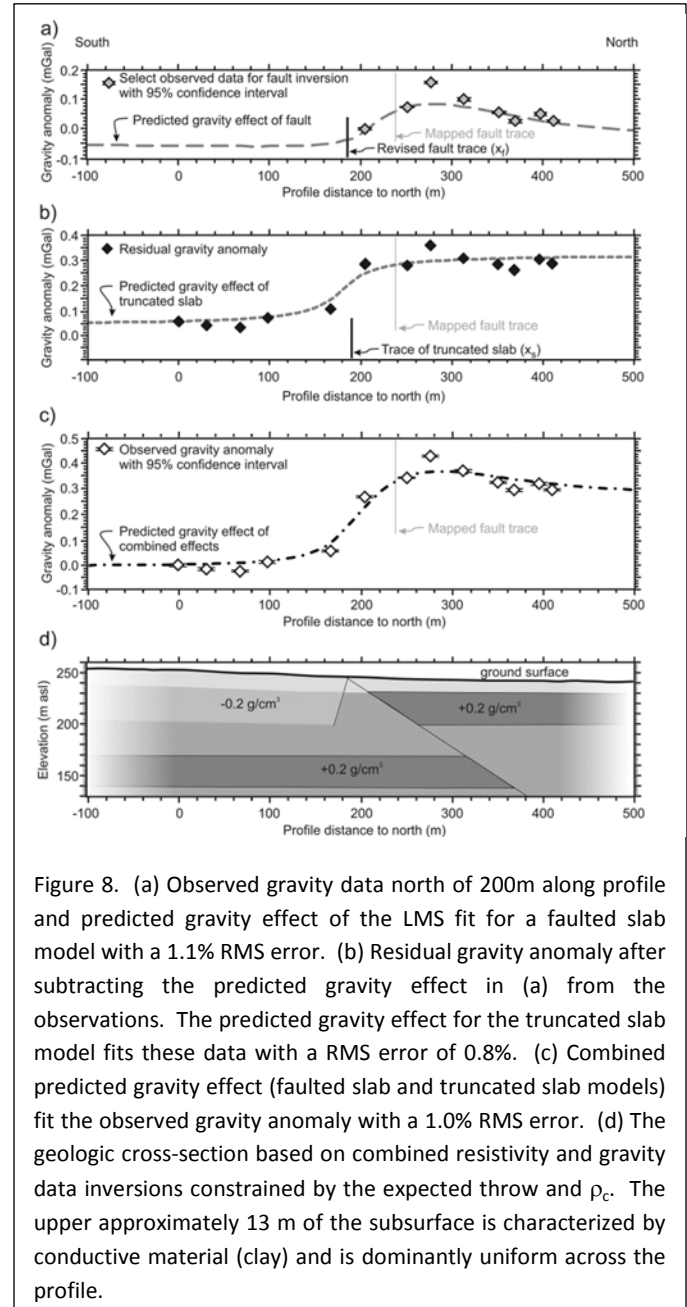 a)
South
North
Gravity anomaly (mGal)
0.2
0.1
0.0
-0.1
Select observed data for fault inversion
with 95% confidence interval
Predicted gravity effect of fault
Mapped fault trace
Revised fault trace (xf)
-100 0 100 200 300 400 500
Profile distance to north (m)
b)
Gravity anomaly (mGal)
0.4
0.3
0.2
0.1
0.0
Residual gravity anomaly
Predicted gravity effect of
truncated slab
Mapped fault trace
Trace of truncated slab (xs)
-100 0 100 200 300 400 500
Profile distance to north (m)
c)
Gravity anomaly (mGal)
0.5
0.4
0.3
0.2
0.1
0.0
-0.1
Observed gravity anomaly
with 95% confidence interval
Predicted gravity effect of
combined effects
Mapped fault trace
-100 0 100 200 300 400 500
Profile distance to north (m)
d)
Elevation (m asl)
250
200
150
ground surface
-0.2 g/cm³
+0.2 g/cm³
+0.2 g/cm³
-100 0 100 200 300 400 500
Profile distance to north (m)
Figure 8. (a) Observed gravity data north of 200m along profile
and predicted gravity effect of the LMS fit for a faulted slab
model with a 1.1% RMS error. (b) Residual gravity anomaly after
subtracting the predicted gravity effect in (a) from the
observations. The predicted gravity effect for the truncated slab
model fits these data with a RMS error of 0.8%. (c) Combined
predicted gravity effect (faulted slab and truncated slab models)
fit the observed gravity anomaly with a 1.0% RMS error. (d) The
geologic cross-section based on combined resistivity and gravity
data inversions constrained by the expected throw and ρc. The
upper approximately 13 m of the subsurface is characterized by
conductive material (clay) and is dominantly uniform across the
profile.